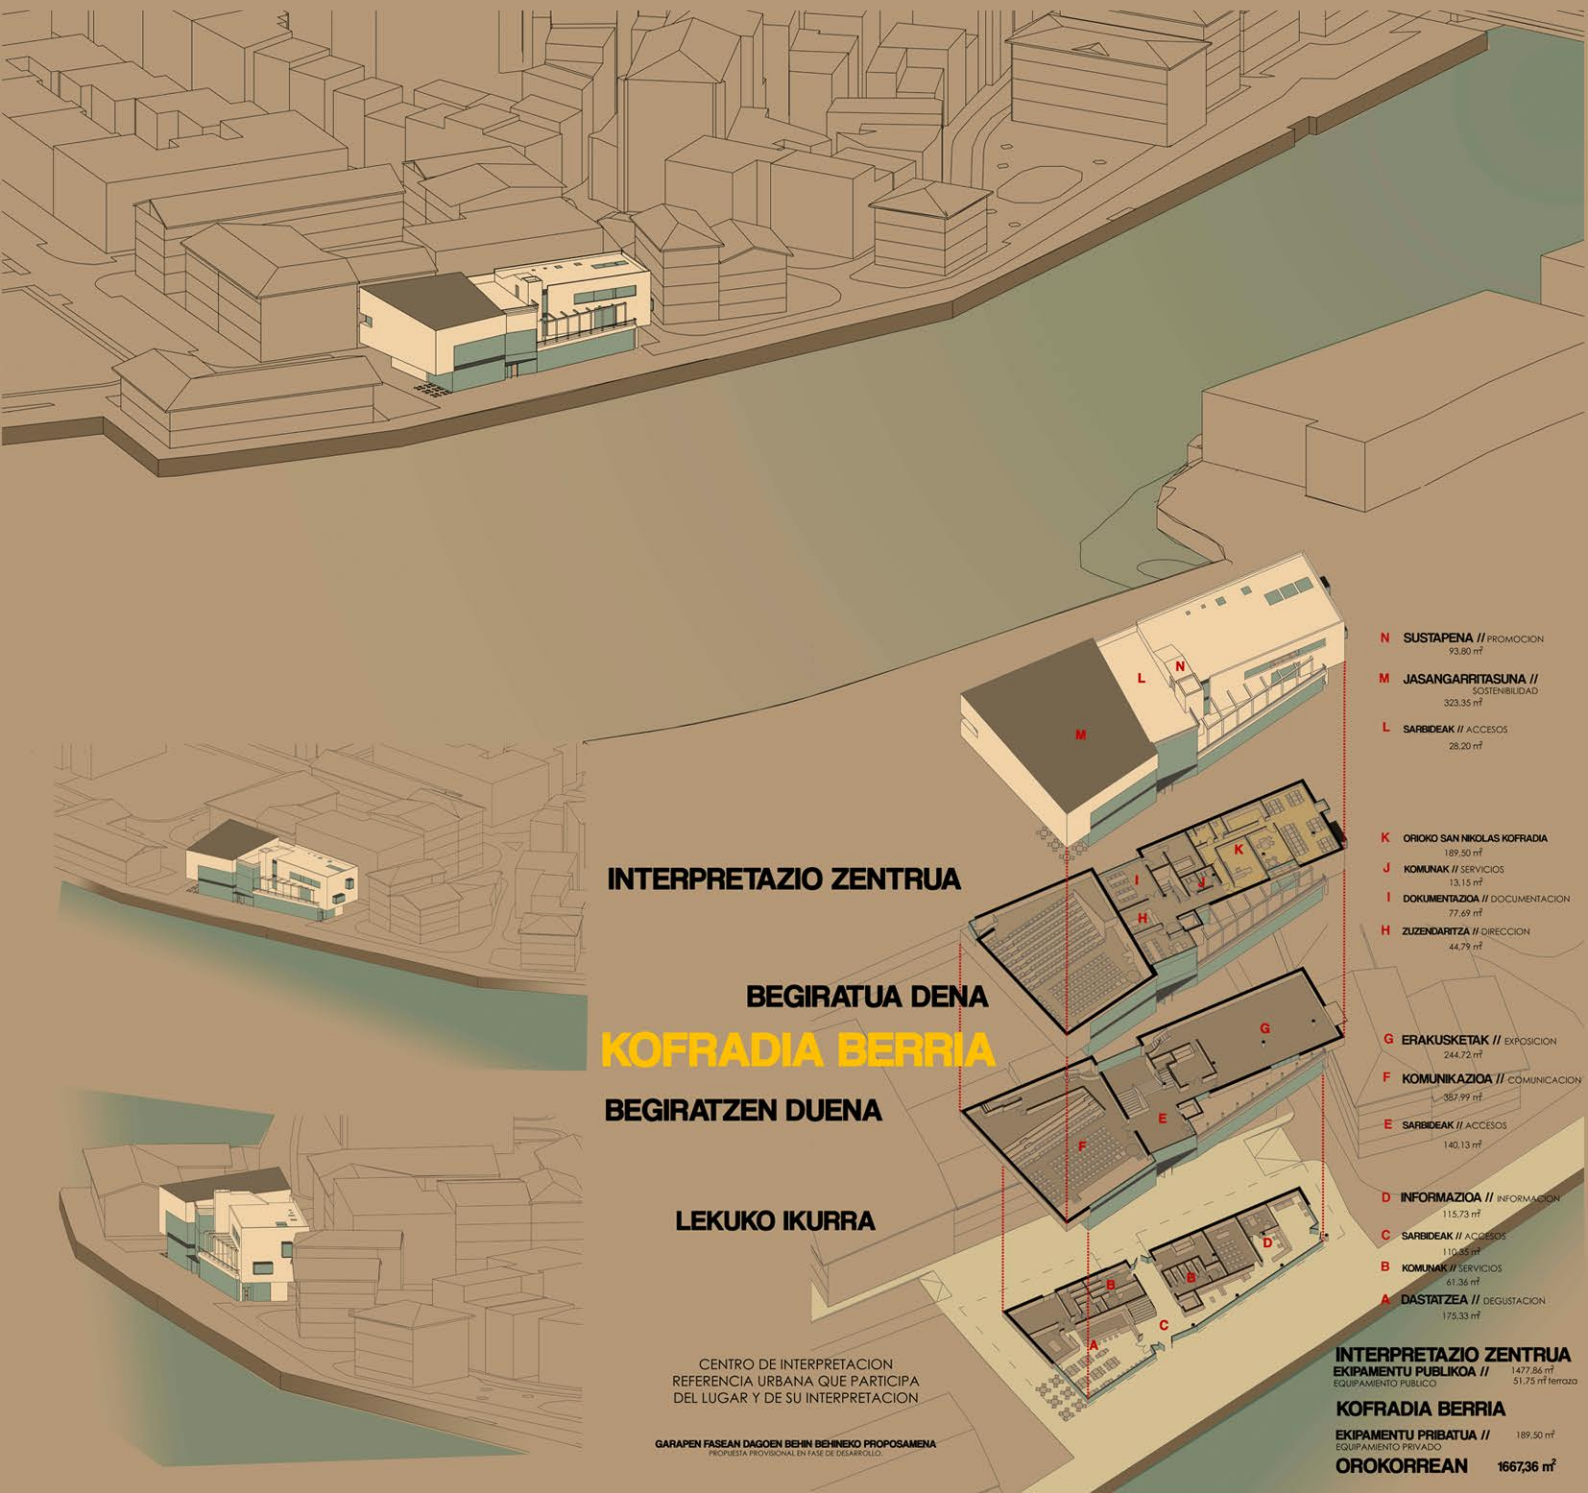 N SUSTAPENA // PROMOCION
93.80 m²
M JASANGARRITASUNA //
SOSTENIBILIDAD
323.35 m²
L SARBIDEAK // ACCESOS
28.20 m²
L
N
M
INTERPRETAZIO ZENTRUA
K ORIOKO SAN NIKOLAS KOFRADIA
189.50 m²
J KOMUNAK // SERVICIOS
13.15 m²
I DOKUMENTAZIOA // DOCUMENTACION
77.69 m²
H ZUZENDARITZA // DIRECCION
44.79 m²
K
I
J
H
BEGIRATUA DENA
KOFRADIA BERRIA
BEGIRATZEN DUENA
G ERAKUSKETAK // EXPOSICION
244.72 m²
F KOMUNIKAZIOA // COMUNICACION
387.99 m²
E SARBIDEAK // ACCESOS
140.13 m²
G
E
F
LEKUKO IKURRA
D INFORMAZIOA // INFORMACION
115.73 m²
C SARBIDEAK // ACCESOS
110.35 m²
B KOMUNAK // SERVICIOS
61.36 m²
A DASTATZEA // DEGUSTACION
175.33 m²
D
B
B
C
A
CENTRO DE INTERPRETACION
REFERENCIA URBANA QUE PARTICIPA
DEL LUGAR Y DE SU INTERPRETACION
GARAPEN FASEAN DAGOEN BEHIN BEHINEKO PROPOSAMENA
PROPUESTA PROVISIONAL EN FASE DE DESARROLLO.
INTERPRETAZIO ZENTRUA
EKIPAMENTU PUBLIKOA // 1477.86 m²
EQUIPAMIENTO PUBLICO 51.75 m² terraza
KOFRADIA BERRIA
EKIPAMENTU PRIBATUA // 189.50 m²
EQUIPAMIENTO PRIVADO
OROKORREAN 1667,36 m²